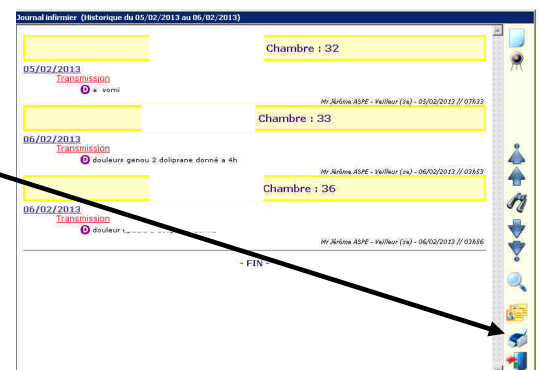 Journal infirmier (Historique du 05/02/2013 au 06/02/2013)
Chambre : 32
05/02/2013
Transmission
D a vomi
Mr Jérôme ASPE - Veilleur (se) - 05/02/2013 // 07h33
Chambre : 33
06/02/2013
Transmission
D douleurs genou 2 doliprane donné a 4h
Mr Jérôme ASPE - Veilleur (se) - 06/02/2013 // 03h53
Chambre : 36
06/02/2013
Transmission
D douleur
Mr Jérôme ASPE - Veilleur (se) - 06/02/2013 // 03h56
- FIN -